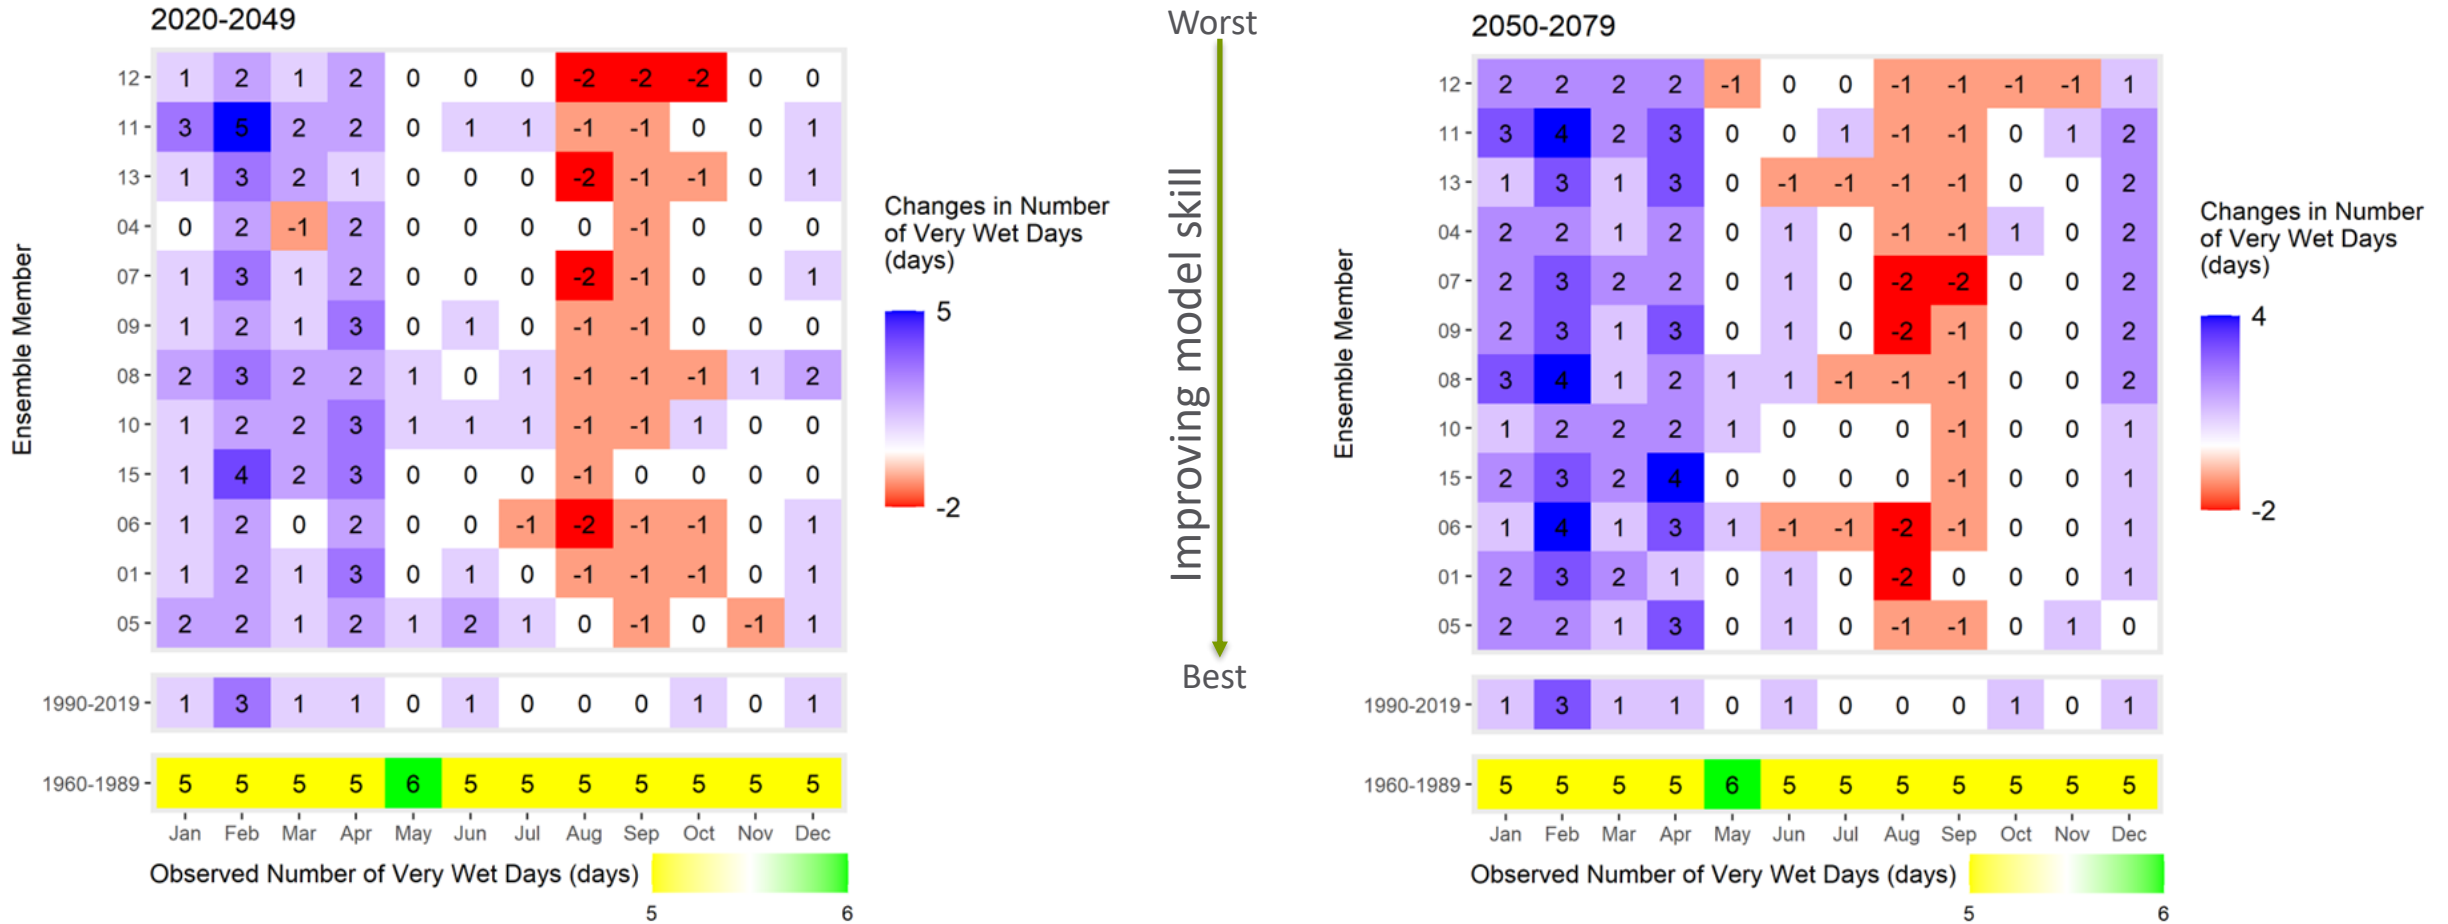 2020-2049
12 1 2 1 2 0 0 0 -2 -2 -2 0 0
11 3 5 2 2 0 1 1 -1 -1 0 0 1
13 1 3 2 1 0 0 0 -2 -1 -1 0 1
04 0 2 -1 2 0 0 0 0 -1 0 0 0
07 1 3 1 2 0 0 0 -2 -1 0 0 1
09 1 2 1 3 0 1 0 -1 -1 0 0 0
08 2 3 2 2 1 0 1 -1 -1 -1 1 2
10 1 2 2 3 1 1 1 -1 -1 1 0 0
15 1 4 2 3 0 0 0 -1 0 0 0 0
06 1 2 0 2 0 0 -1 -2 -1 -1 0 1
01 1 2 1 3 0 1 0 -1 -1 -1 0 1
05 2 2 1 2 1 2 1 0 -1 0 -1 1
1990-2019 1 3 1 1 0 1 0 0 0 1 0 1
1960-1989 5 5 5 5 6 5 5 5 5 5 5 5
Jan Feb Mar Apr May Jun Jul Aug Sep Oct Nov Dec
Ensemble Member
Observed Number of Very Wet Days (days)
5 6
Changes in Number
of Very Wet Days
(days)
5
-2
Worst
Improving model skill
Best
2050-2079
12 2 2 2 2 -1 0 0 -1 -1 -1 -1 1
11 3 4 2 3 0 0 1 -1 -1 0 1 2
13 1 3 1 3 0 -1 -1 -1 -1 0 0 2
04 2 2 1 2 0 1 0 -1 -1 1 0 2
07 2 3 2 2 0 1 0 -2 -2 0 0 2
09 2 3 1 3 0 1 0 -2 -1 0 0 2
08 3 4 1 2 1 1 -1 -1 -1 0 0 2
10 1 2 2 2 1 0 0 0 -1 0 0 1
15 2 3 2 4 0 0 0 0 -1 0 0 1
06 1 4 1 3 1 -1 -1 -2 -1 0 0 1
01 2 3 2 1 0 1 0 -2 0 0 0 1
05 2 2 1 3 0 1 0 -1 -1 0 1 0
1990-2019 1 3 1 1 0 1 0 0 0 1 0 1
1960-1989 5 5 5 5 6 5 5 5 5 5 5 5
Jan Feb Mar Apr May Jun Jul Aug Sep Oct Nov Dec
Ensemble Member
Observed Number of Very Wet Days (days)
5 6
Changes in Number
of Very Wet Days
(days)
4
-2